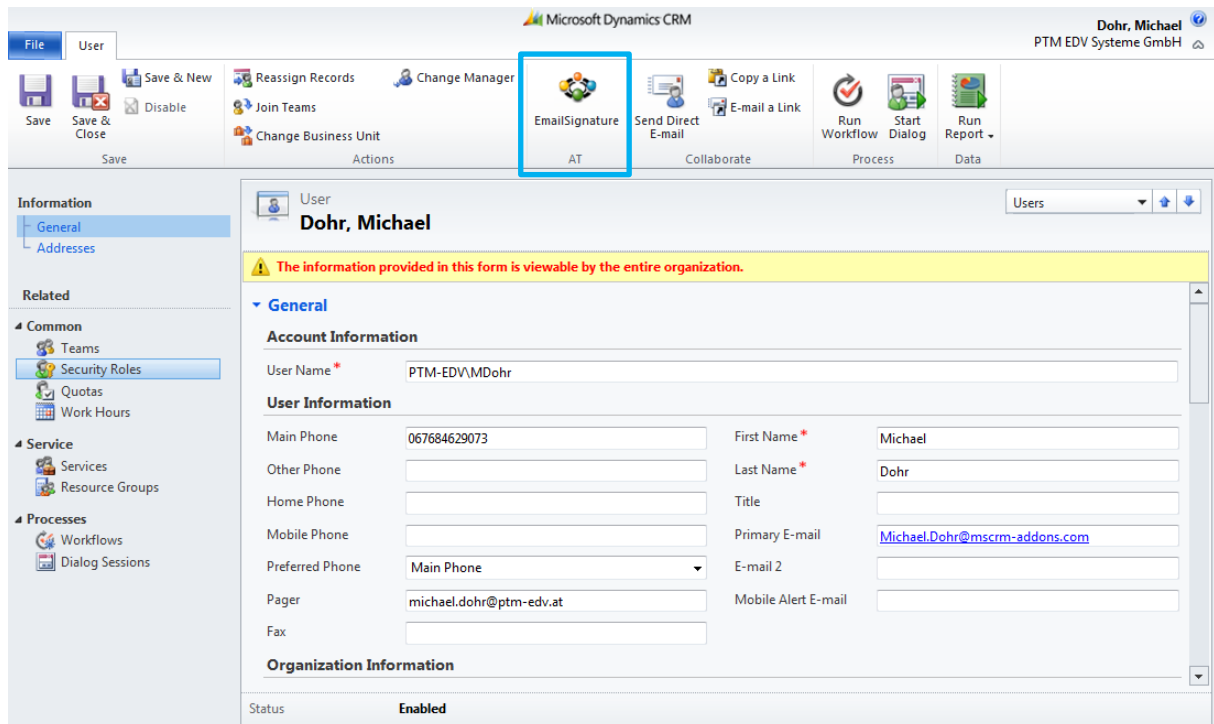 Microsoft Dynamics CRM
Dohr, Michael
PTM EDV Systeme GmbH
File
User
Save
Save & Close
Save & New
Disable
Save
Reassign Records
Join Teams
Change Business Unit
Change Manager
Actions
EmailSignature
AT
Send Direct E-mail
Copy a Link
E-mail a Link
Collaborate
Run Workflow
Start Dialog
Process
Run Report
Data
Information
General
Addresses
Related
Common
Teams
Security Roles
Quotas
Work Hours
Service
Services
Resource Groups
Processes
Workflows
Dialog Sessions
User
Dohr, Michael
Users
The information provided in this form is viewable by the entire organization.
General
Account Information
User Name* PTM-EDV\MDohr
User Information
Main Phone 067684629073 First Name* Michael
Other Phone Last Name* Dohr
Home Phone Title
Mobile Phone Primary E-mail Michael.Dohr@mscrm-addons.com
Preferred Phone Main Phone E-mail 2
Pager michael.dohr@ptm-edv.at Mobile Alert E-mail
Fax
Organization Information
Status Enabled